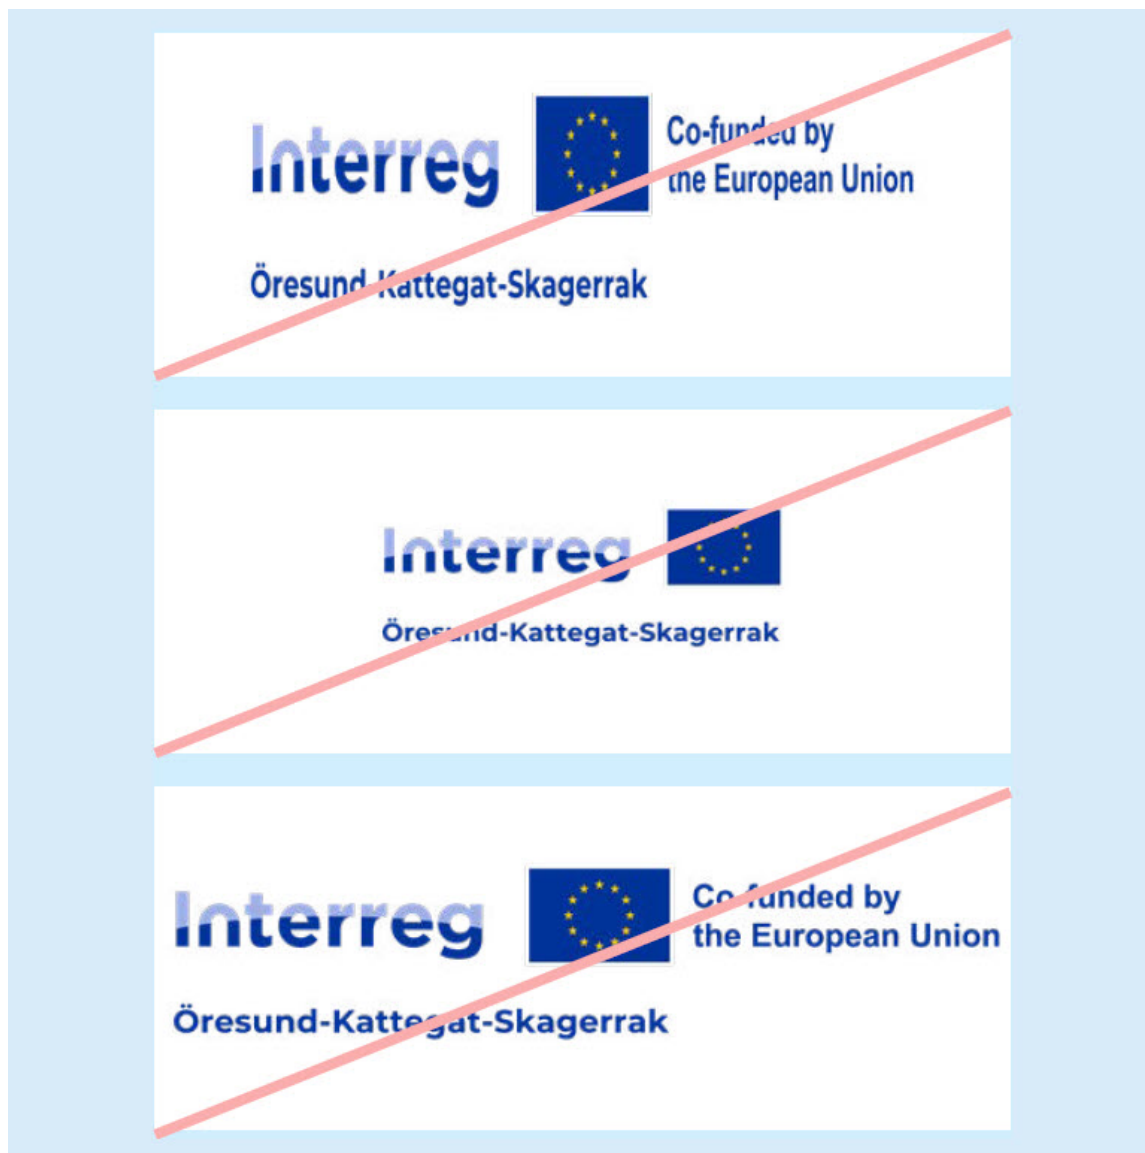 Interreg
Co-funded by
the European Union
Öresund-Kattegat-Skagerrak
Interreg
Öresund-Kattegat-Skagerrak
Interreg
Co-funded by
the European Union
Öresund-Kattegat-Skagerrak